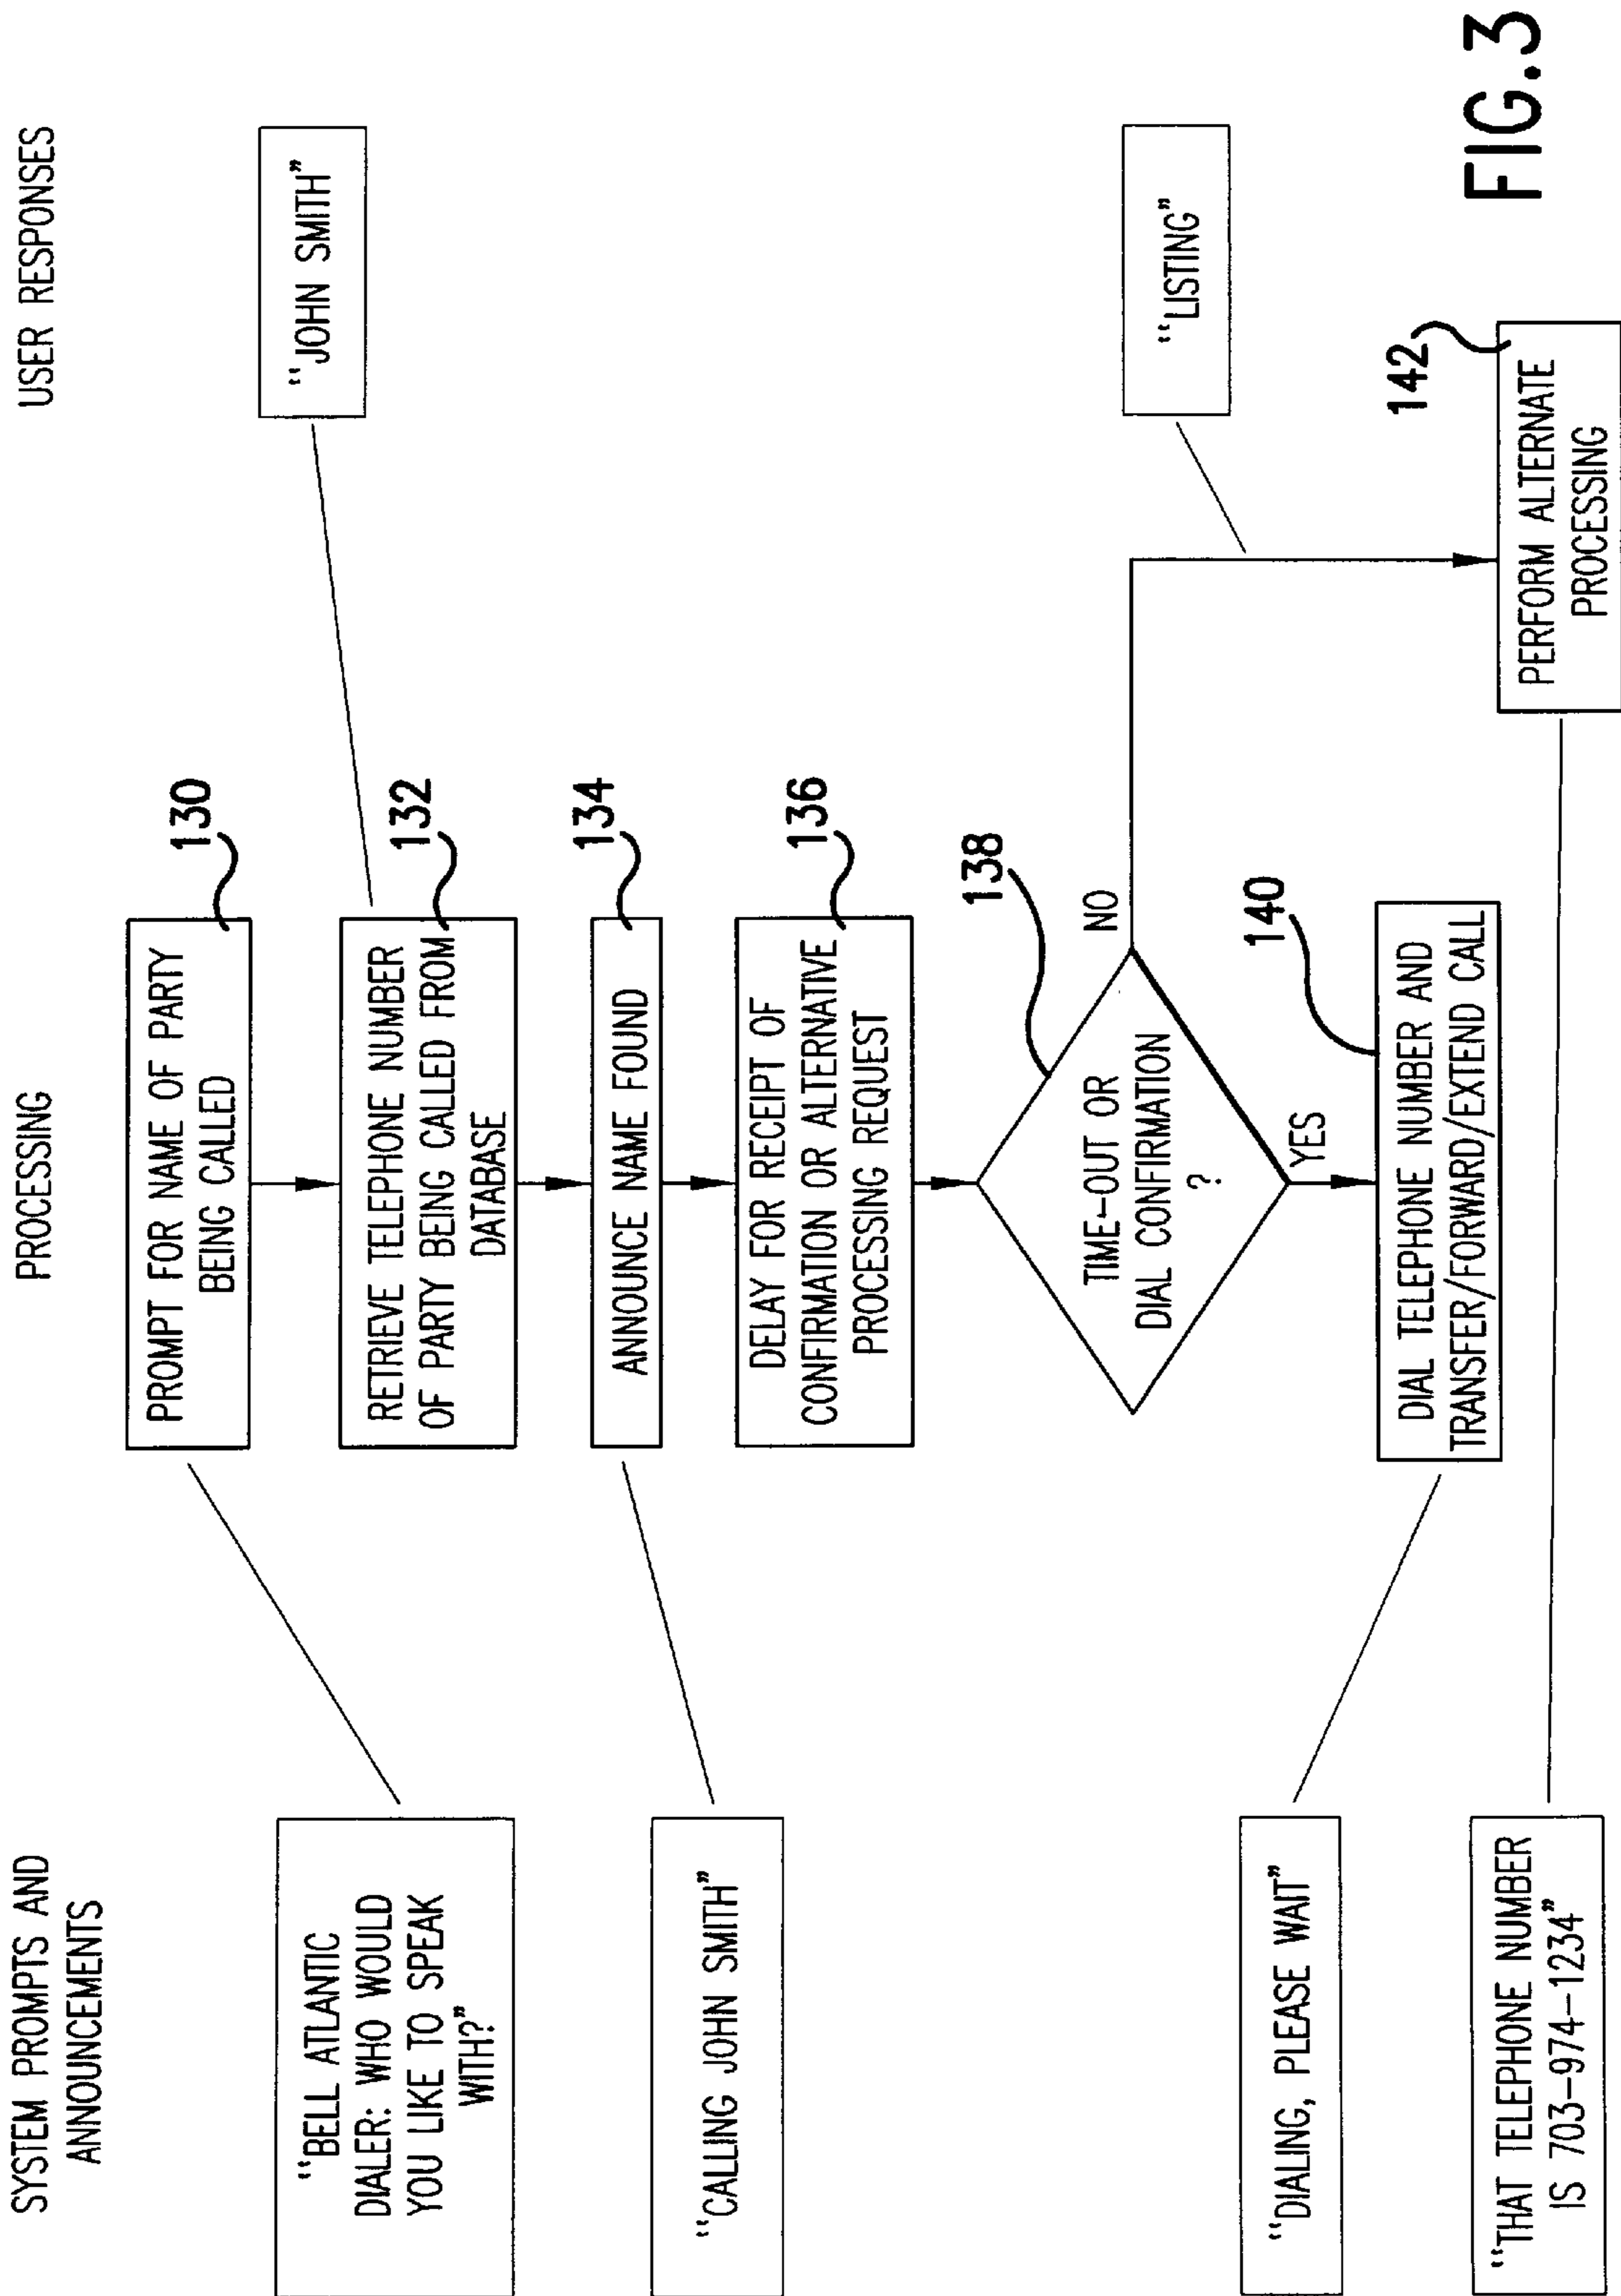 SYSTEM PROMPTS AND
ANNOUNCEMENTS
PROCESSING
USER RESPONSES
PROMPT FOR NAME OF PARTY
BEING CALLED
130
"BELL ATLANTIC
DIALER: WHO WOULD
YOU LIKE TO SPEAK
WITH?"
"JOHN SMITH"
RETRIEVE TELEPHONE NUMBER
OF PARTY BEING CALLED FROM
DATABASE
132
ANNOUNCE NAME FOUND
134
"CALLING JOHN SMITH"
DELAY FOR RECEIPT OF
CONFIRMATION OR ALTERNATIVE
PROCESSING REQUEST
136
138
TIME-OUT OR
DIAL CONFIRMATION
?
NO
"LISTING"
YES
140
"DIALING, PLEASE WAIT"
DIAL TELEPHONE NUMBER AND
TRANSFER/FORWARD/EXTEND CALL
142
"THAT TELEPHONE NUMBER
IS 703-974-1234"
PERFORM ALTERNATE
PROCESSING
FIG.3